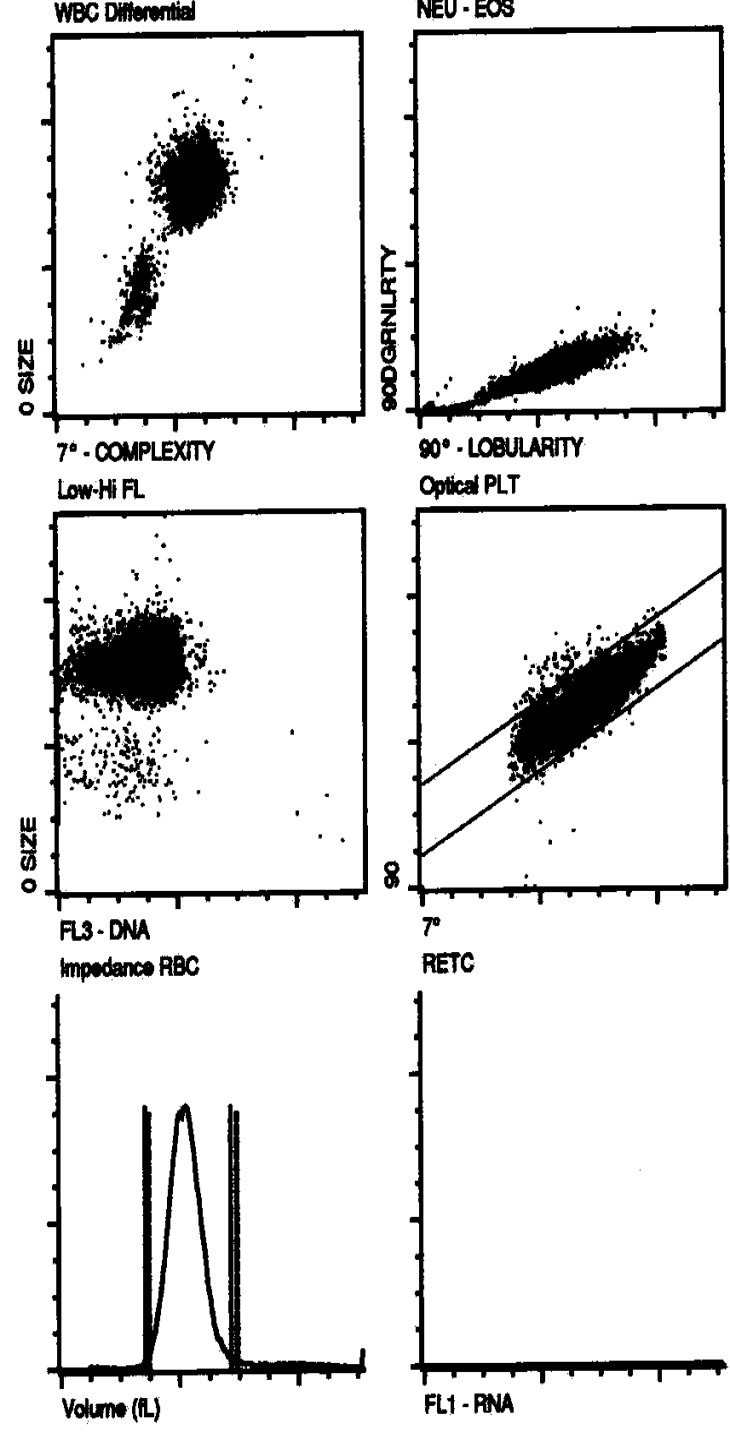 WBC Differential
0 SIZE
7° - COMPLEXITY
NEU - EOS
90DGRNLRTY
90° - LOBULARITY
Low-Hi FL
0 SIZE
FL3 - DNA
Optical PLT
90
7°
Impedance RBC
Volume (fL)
RETC
FL1 - RNA